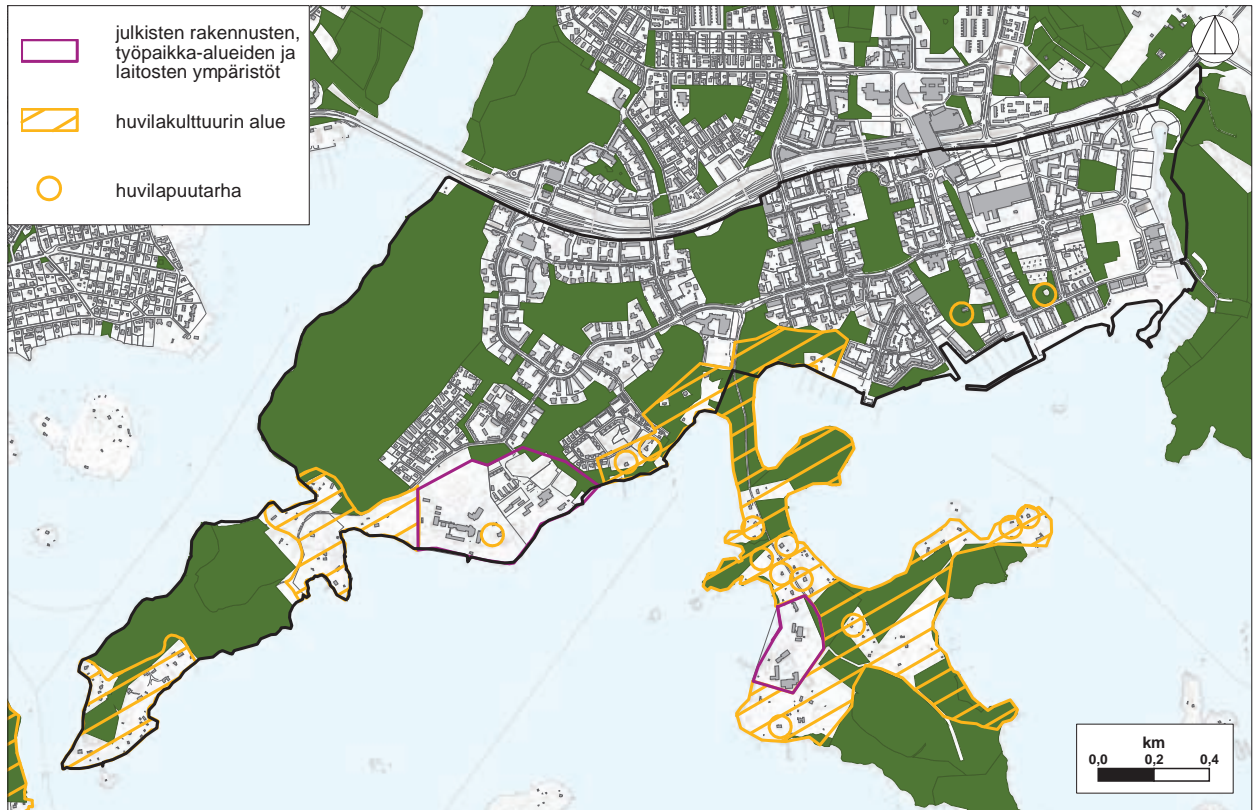 julkisten rakennusten,
työpaikka-alueiden ja
laitosten ympäristöt
huvilakulttuurin alue
huvilapuutarha
km
0,0 0,2 0,4